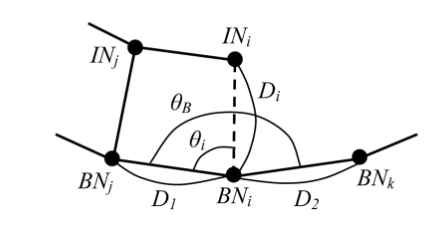 IN_i
IN_j
D_i
θ_B
θ_i
BN_j
BN_i
BN_k
D_1
D_2